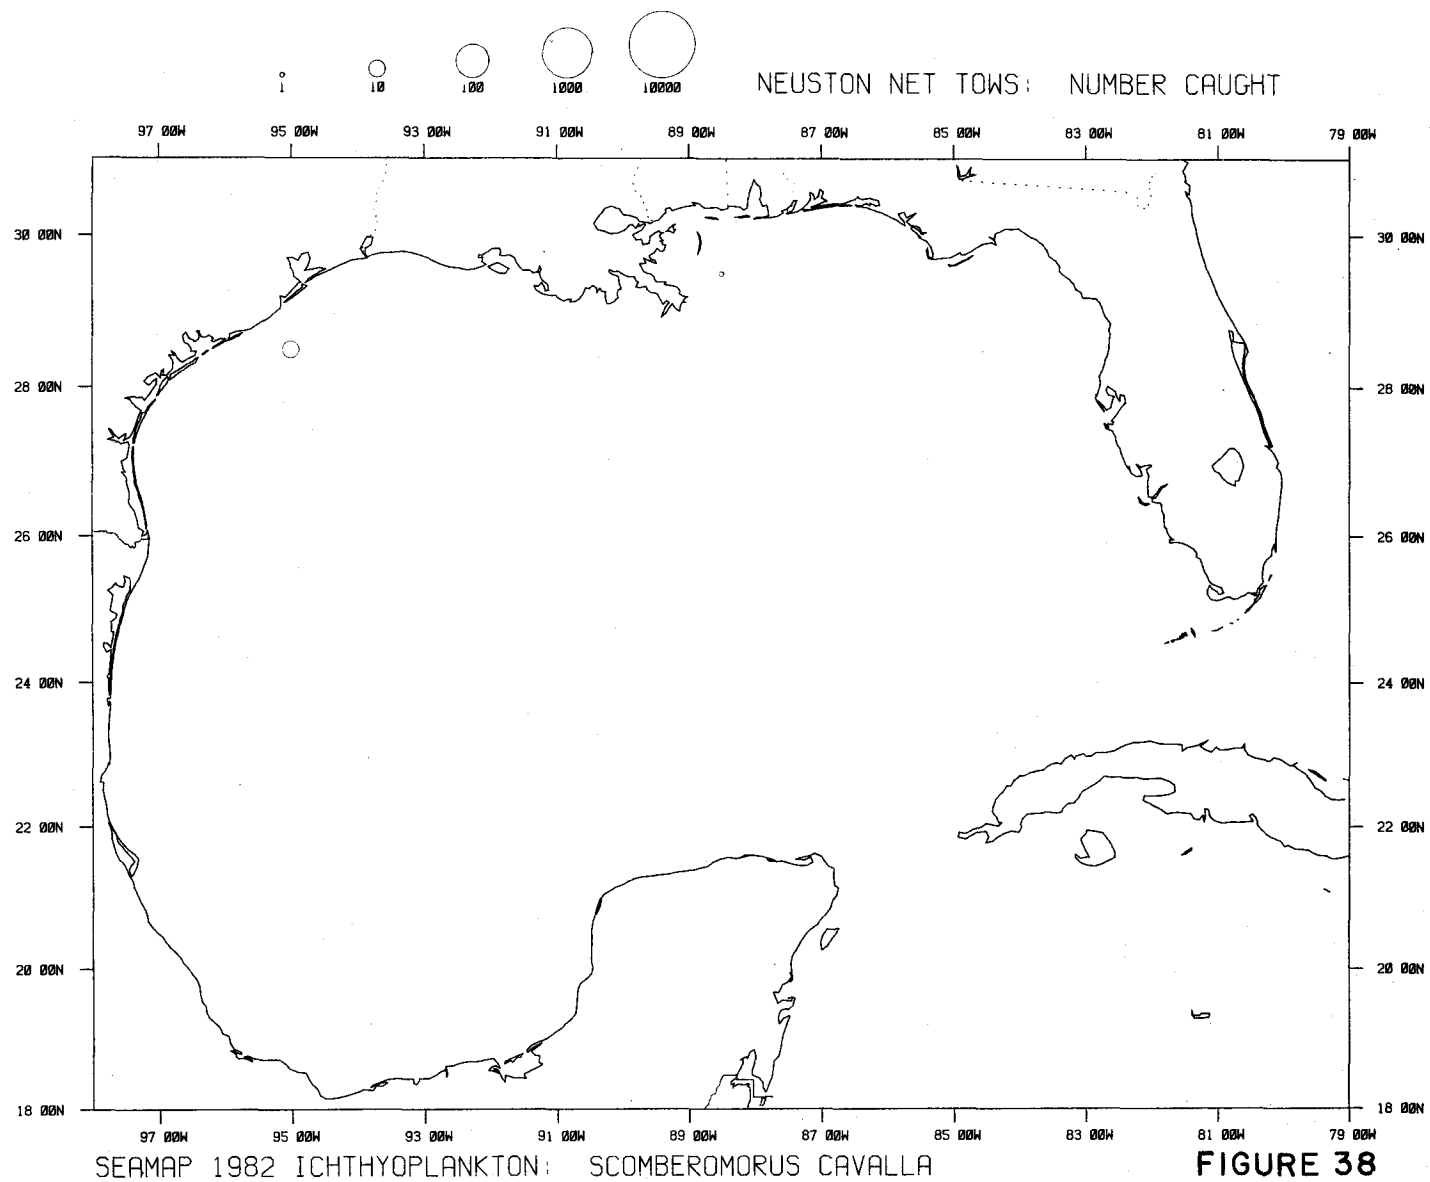 1 10 100 1000 10000
NEUSTON NET TOWS: NUMBER CAUGHT
97 00W 95 00W 93 00W 91 00W 89 00W 87 00W 85 00W 83 00W 81 00W 79 00W
30 00N 30 00N
28 00N 28 00N
26 00N 26 00N
24 00N 24 00N
22 00N 22 00N
20 00N 20 00N
18 00N 18 00N
97 00W 95 00W 93 00W 91 00W 89 00W 87 00W 85 00W 83 00W 81 00W 79 00W
SEAMAP 1982 ICHTHYOPLANKTON: SCOMBEROMORUS CAVALLA
FIGURE 38